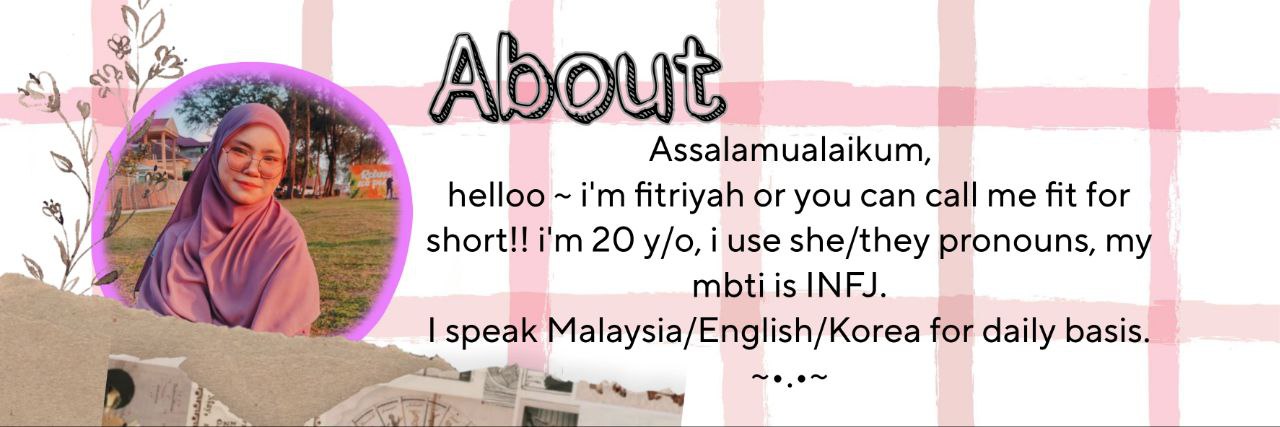 About
Assalamualaikum,
helloo ~ i'm fitriyah or you can call me fit for
short!! i'm 20 y/o, i use she/they pronouns, my
mbti is INFJ.
I speak Malaysia/English/Korea for daily basis.
~•.•~